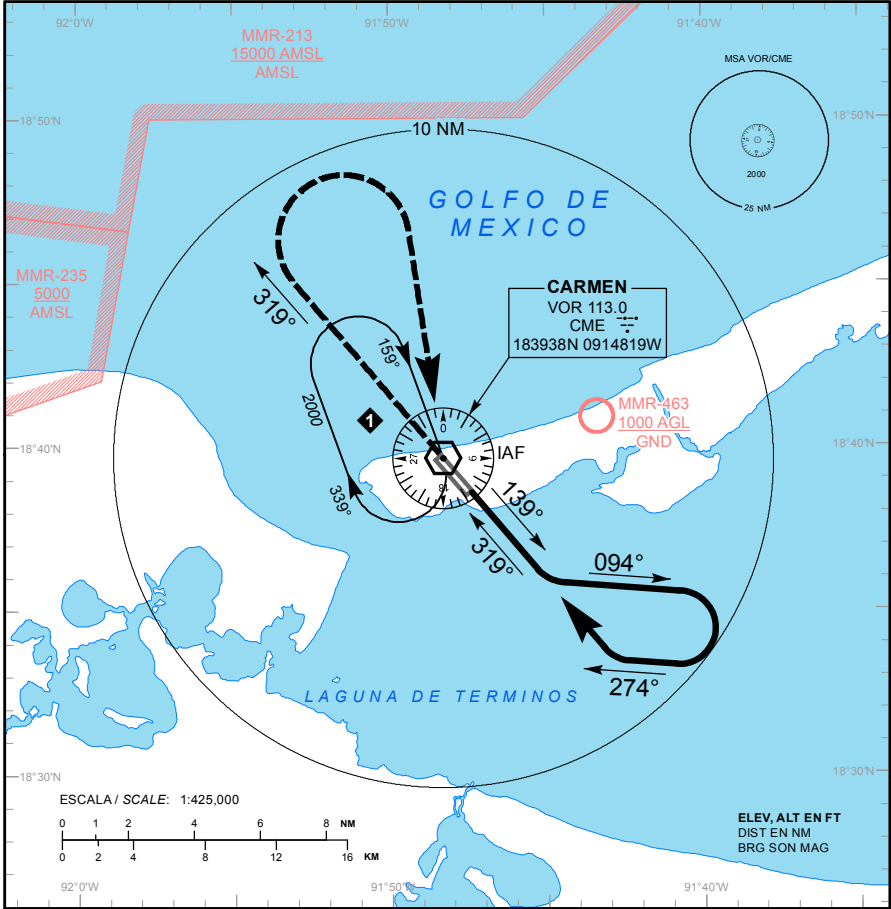 92°0'W
91°50'W
91°40'W
MMR-213
15000 AMSL
AMSL
MSA VOR/CME
2000
25 NM
18°50'N
18°50'N
10 NM
GOLFO DE
MEXICO
MMR-235
5000
AMSL
319°
159°
CARMEN
VOR 113.0
CME
183938N 0914819W
2000
1
MMR-463
1000 AGL
GND
18°40'N
18°40'N
0
27
9
18
IAF
339°
139°
319°
094°
274°
LAGUNA DE TERMINOS
18°30'N
18°30'N
ESCALA / SCALE: 1:425,000
0 1 2 4 6 8 NM
0 2 4 8 12 16 KM
ELEV, ALT EN FT
DIST EN NM
BRG SON MAG
92°0'W
91°50'W
91°40'W